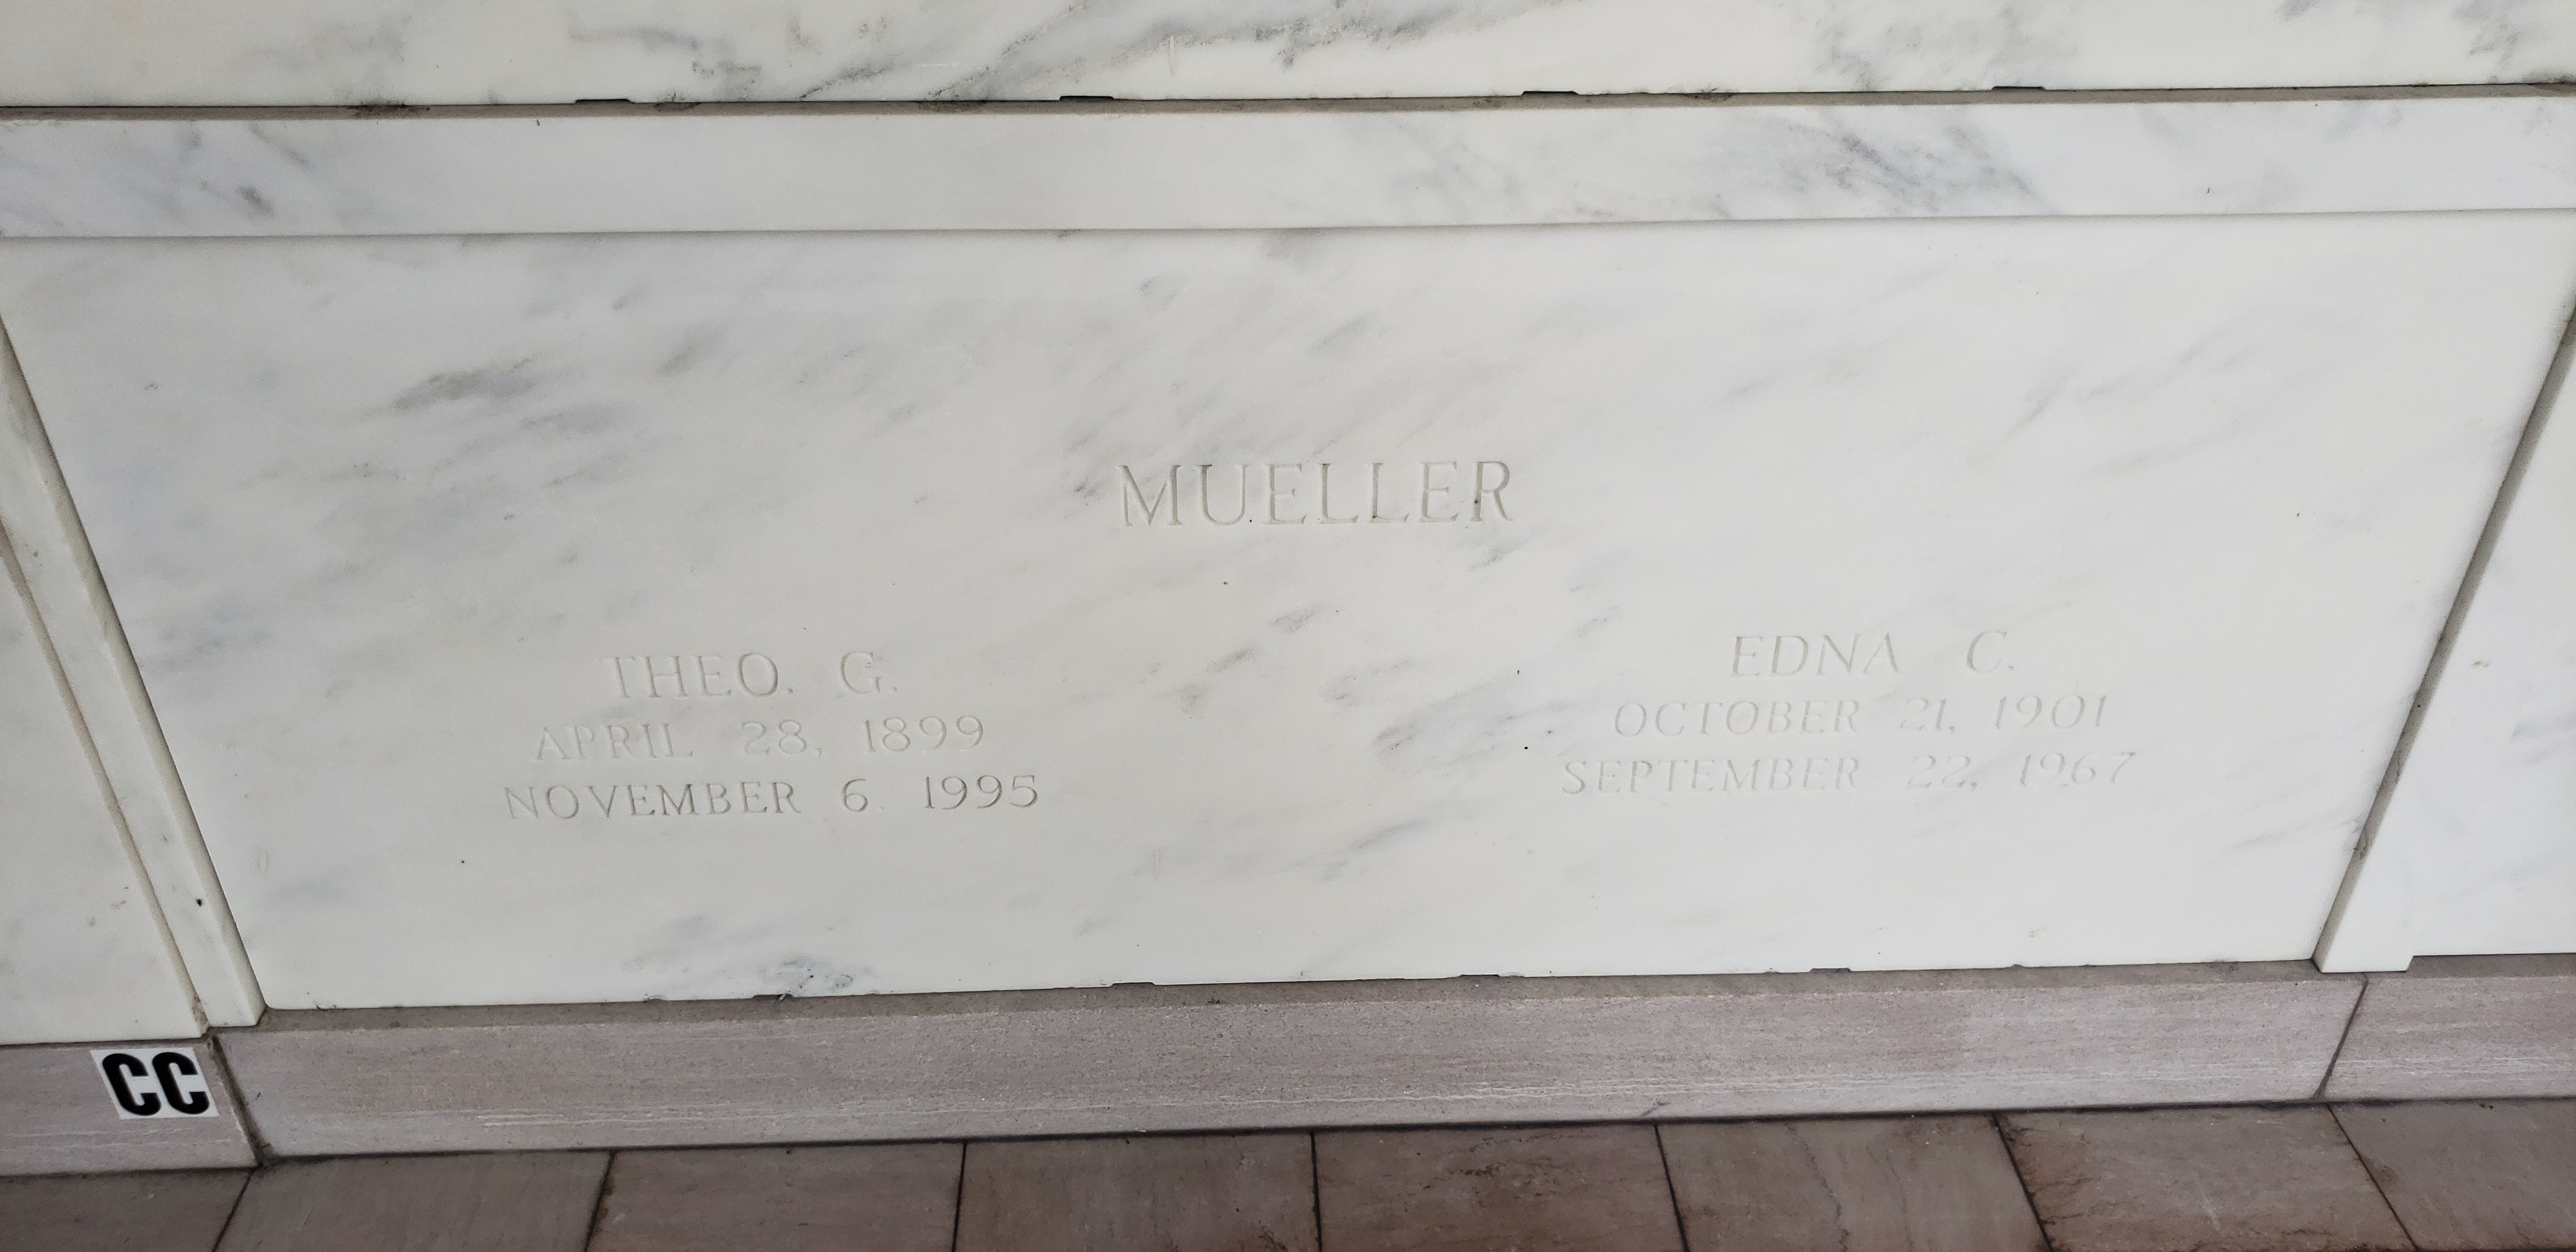 MUELLER
THEO. G.
APRIL 28, 1899
NOVEMBER 6, 1995
EDNA C.
OCTOBER 21, 1901
SEPTEMBER 22, 1967
CC